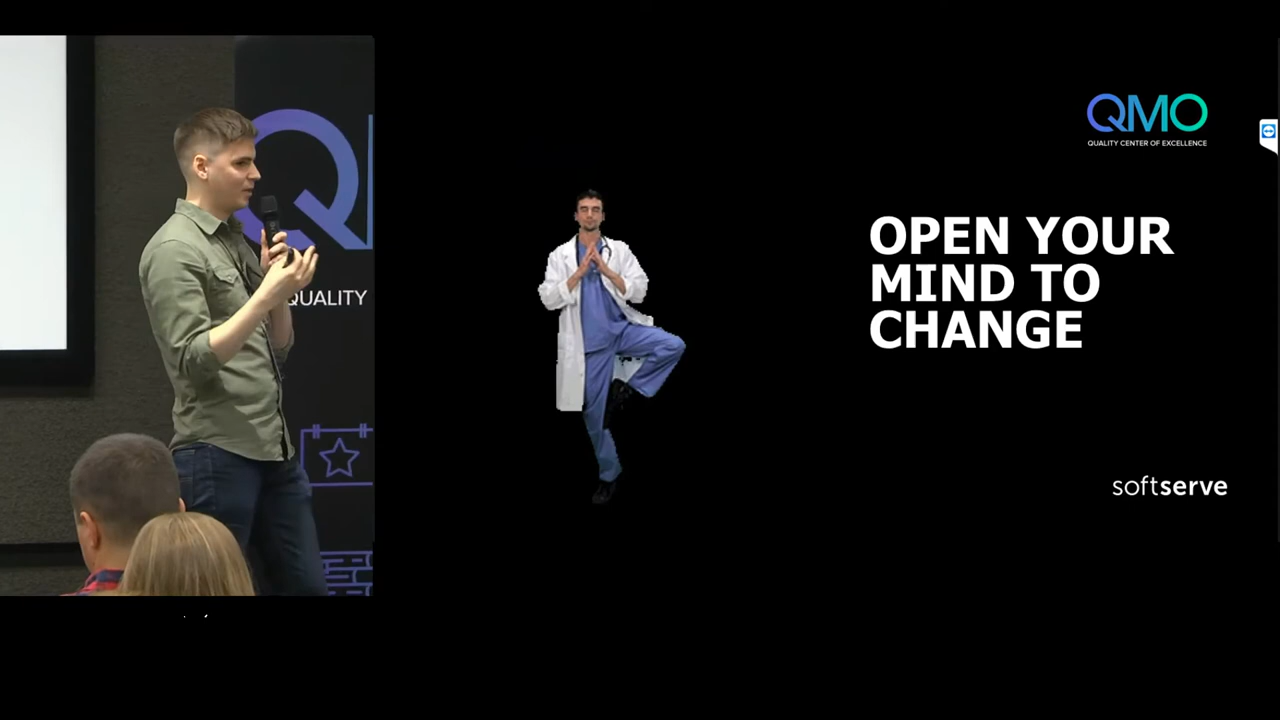 QUALITY
QMO
QUALITY CENTER OF EXCELLENCE
OPEN YOUR
MIND TO
CHANGE
softserve